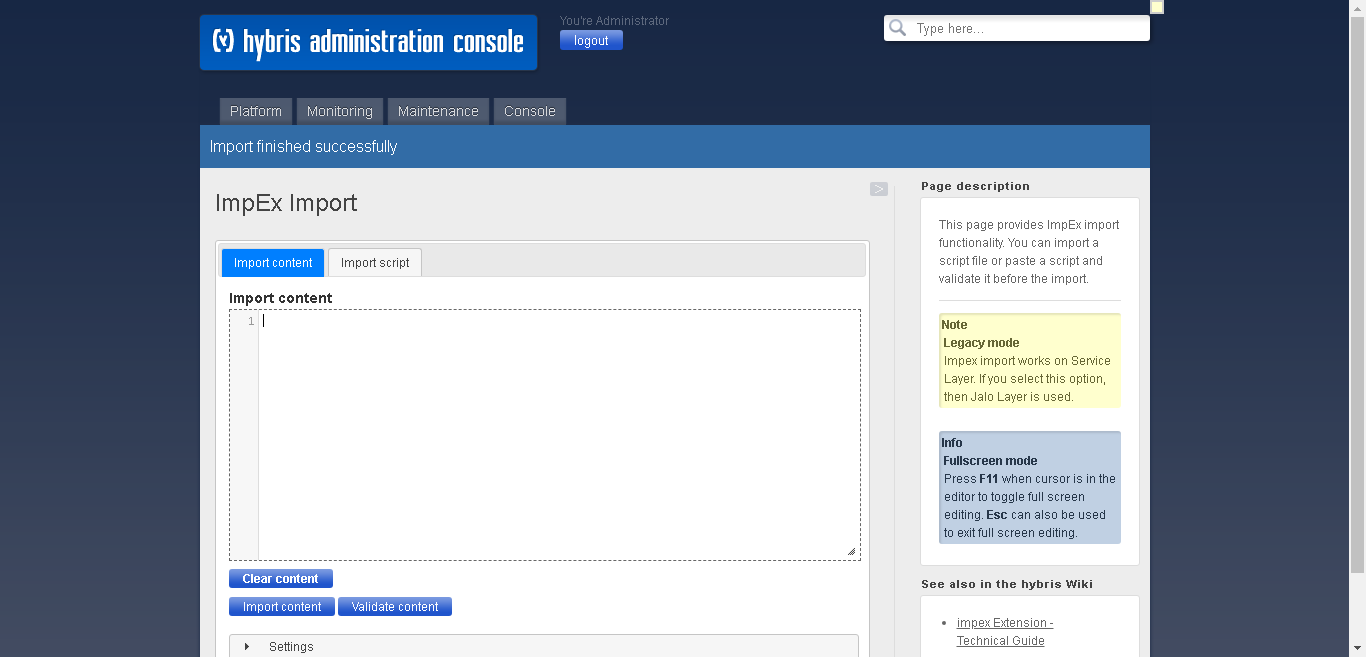 hybris administration console
You're Administrator
logout
Type here...
Platform
Monitoring
Maintenance
Console
Import finished successfully
ImpEx Import
>
Import content
Import script
Import content
1
Clear content
Import content
Validate content
Settings
Page description
This page provides ImpEx import
functionality. You can import a
script file or paste a script and
validate it before the import.
Note
Legacy mode
Impex import works on Service
Layer. If you select this option,
then Jalo Layer is used.
Info
Fullscreen mode
Press F11 when cursor is in the
editor to toggle full screen
editing. Esc can also be used
to exit full screen editing.
See also in the hybris Wiki
• impex Extension -
Technical Guide